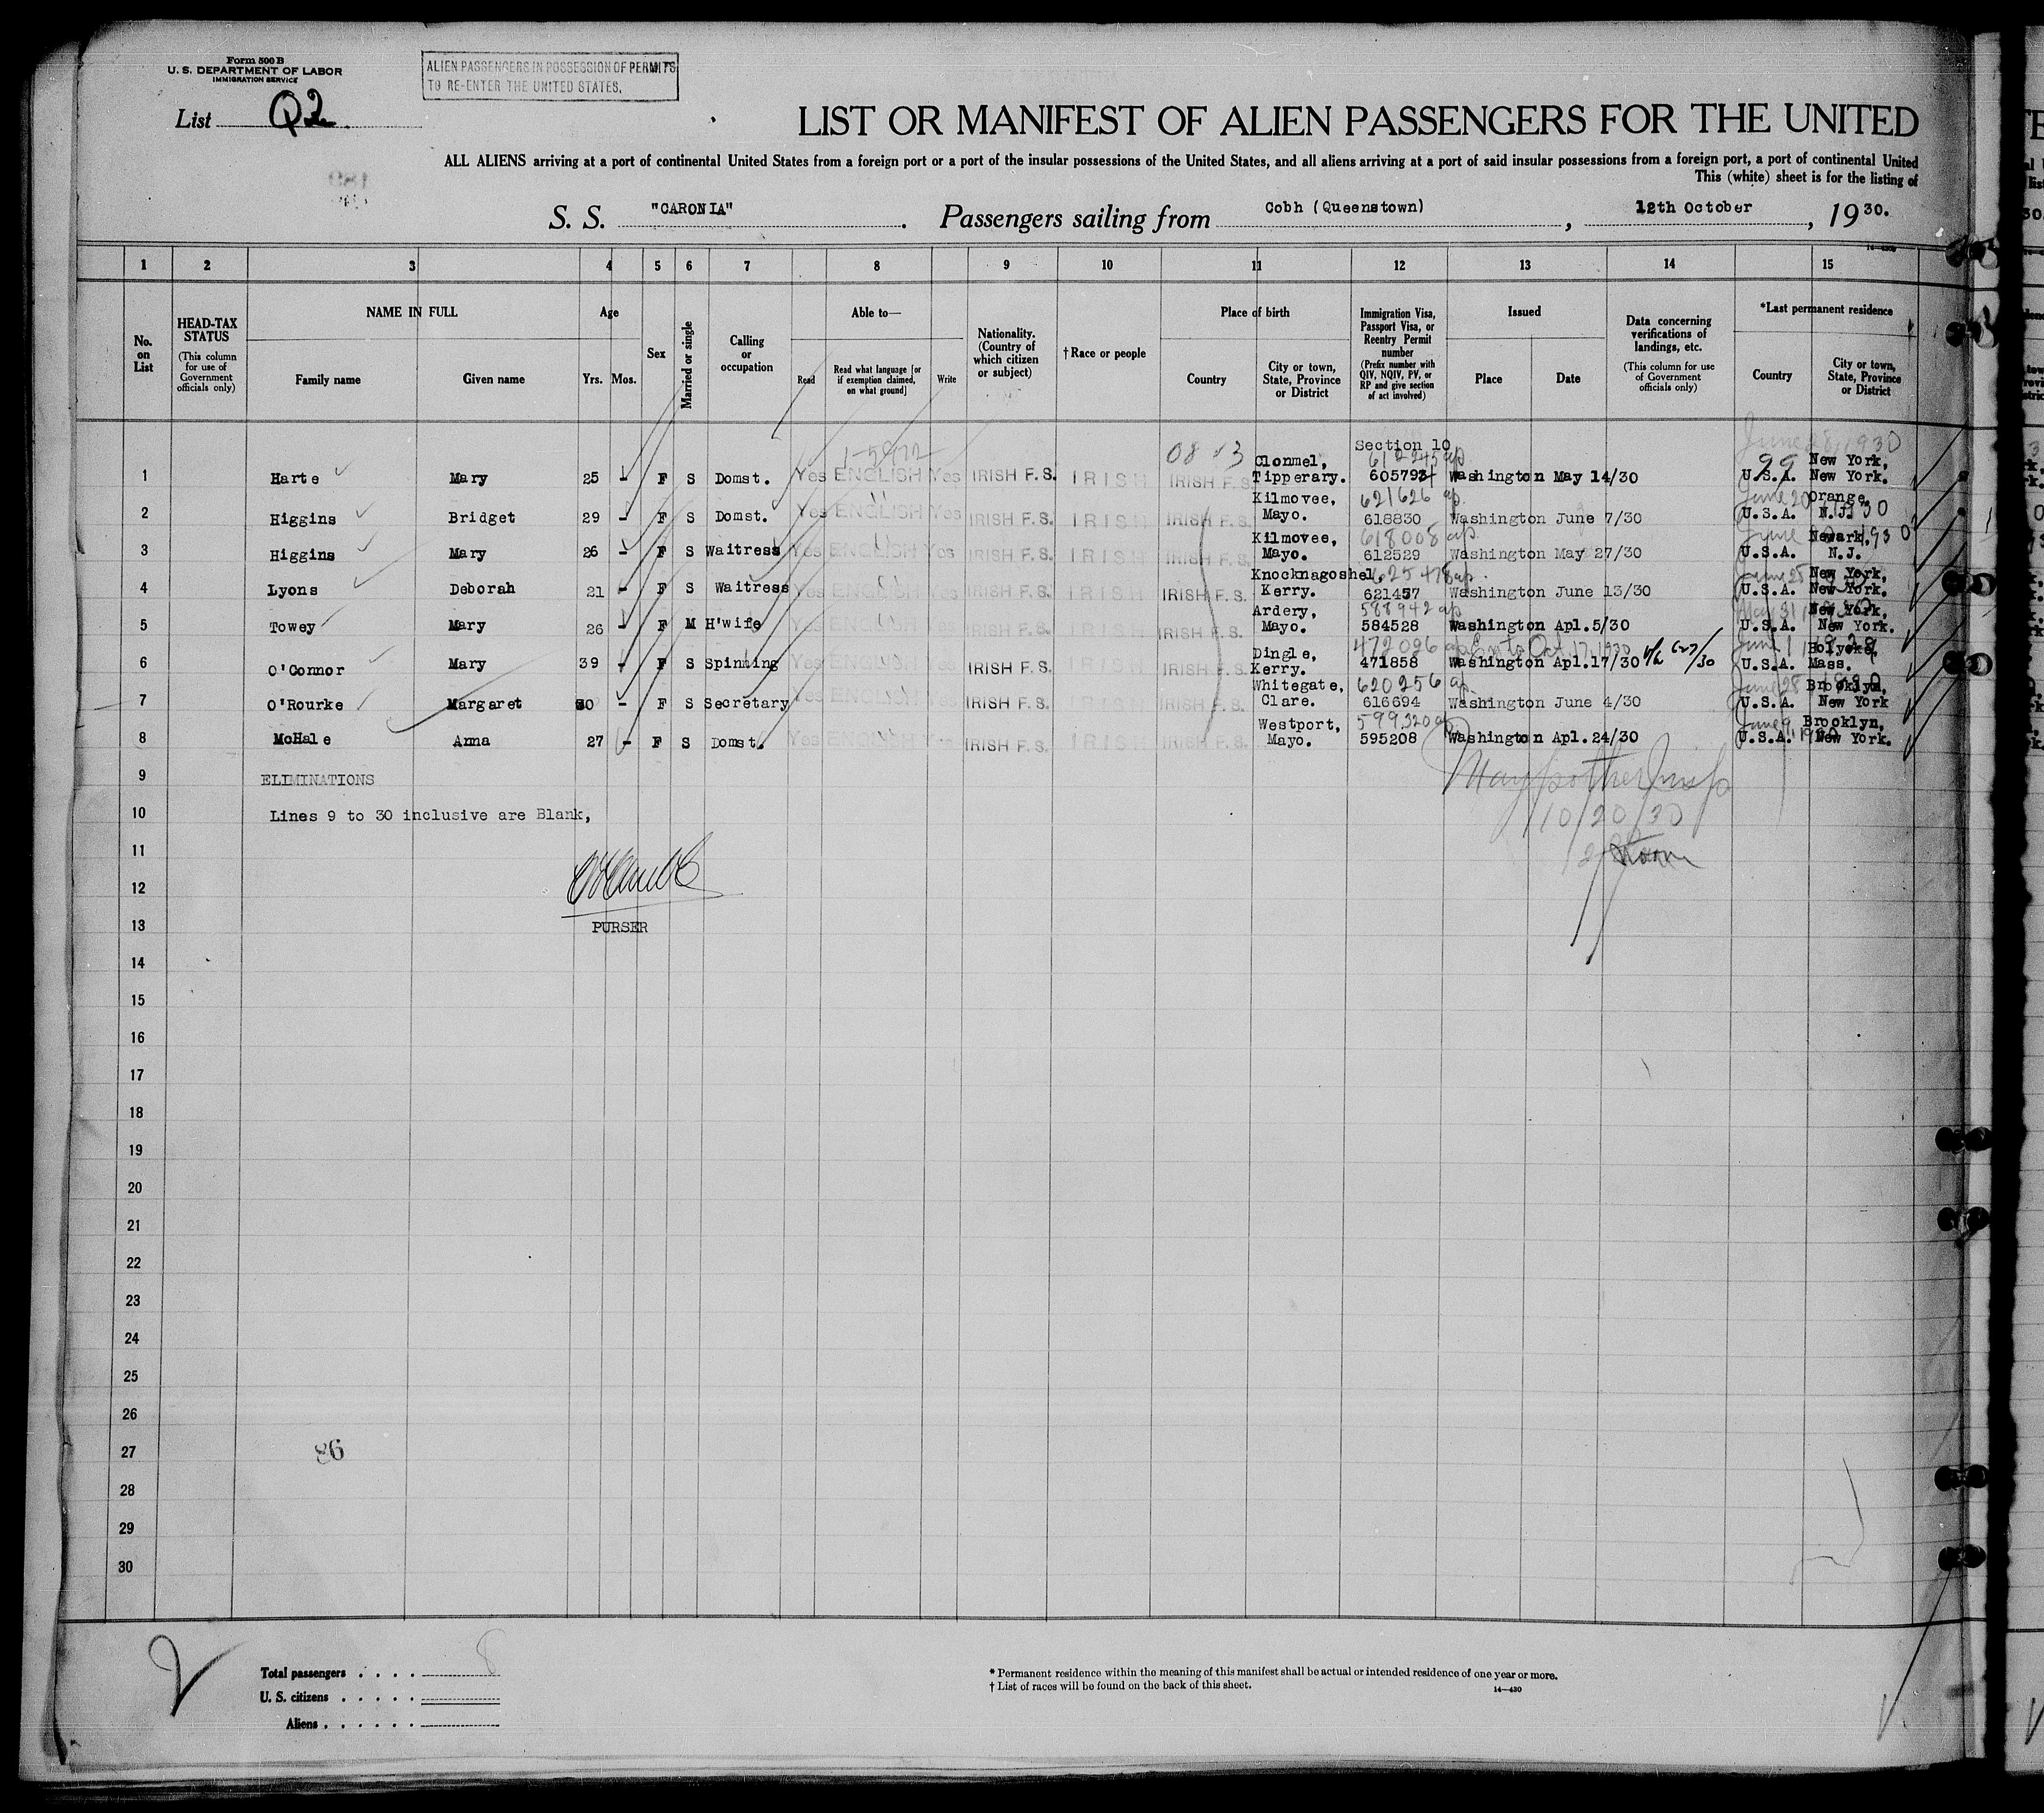 Form 500 B
U. S. DEPARTMENT OF LABOR
IMMIGRATION SERVICE
ALIEN PASSENGERS IN POSSESSION OF PERMITS
TO RE-ENTER THE UNITED STATES.
List Q2
LIST OR MANIFEST OF ALIEN PASSENGERS FOR THE UNITED
ALL ALIENS arriving at a port of continental United States from a foreign port or a port of the insular possessions of the United States, and all aliens arriving at a port of said insular possessions from a foreign port, a port of continental United
This (white) sheet is for the listing of
S. S. "CARONIA". Passengers sailing from Cobh (Queenstown), 12th October, 1930.
1 2 3 4 5 6 7 8 9 10 11 12 13 14 15
No. on List
HEAD-TAX STATUS (This column for use of Government officials only)
NAME IN FULL Family name Given name
Age Yrs. Mos.
Sex
Married or single
Calling or occupation
Able to— Read Read what language [or if exemption claimed, on what ground] Write
Nationality. (Country of which citizen or subject)
† Race or people
Place of birth Country City or town, State, Province or District
Immigration Visa, Passport Visa, or Reentry Permit number (Prefix number with QIV, NQIV, PV, or RP and give section of act involved)
Issued Place Date
Data concerning verifications of landings, etc. (This column for use of Government officials only)
*Last permanent residence Country City or town, State, Province or District
Section 10
1 Harte Mary 25 - F S Domst. Yes ENGLISH Yes IRISH F.S. IRISH IRISH F.S. Clonmel, Tipperary. Washington May 14/30 U.S.A. New York, New York.
2 Higgins Bridget 29 - F S Domst. Yes ENGLISH Yes IRISH F.S. IRISH IRISH F.S. Kilmovee, Mayo. 621626 618830 Washington June 7/30 U.S.A. Orange, N.J.
3 Higgins Mary 26 - F S Waitress Yes ENGLISH Yes IRISH F.S. IRISH IRISH F.S. Kilmovee, Mayo. 618008 612529 Washington May 27/30 U.S.A. Newark, N.J.
4 Lyons Deborah 21 - F S Waitress Yes ENGLISH Yes IRISH F.S. IRISH IRISH F.S. Knocknagoshel, Kerry. 621457 Washington June 13/30 U.S.A. New York, New York.
5 Towey Mary 26 - F M H'wife Yes ENGLISH Yes IRISH F.S. IRISH IRISH F.S. Ardery, Mayo. 588942 584528 Washington Apl.5/30 U.S.A. New York, New York.
6 O'Connor Mary 39 - F S Spinning Yes ENGLISH Yes IRISH F.S. IRISH IRISH F.S. Dingle, Kerry. 472096 471858 Washington Apl.17/30 U.S.A. Holyoke, Mass.
7 O'Rourke Margaret - F S Secretary Yes ENGLISH Yes IRISH F.S. IRISH IRISH F.S. Whitegate, Clare. 620256 616694 Washington June 4/30 U.S.A. Brooklyn, New York
8 McHale Anna 27 - F S Domst. Yes ENGLISH Yes IRISH F.S. IRISH IRISH F.S. Westport, Mayo. 599320 595208 Washington Apl.24/30 U.S.A. Brooklyn, New York.
9 ELIMINATIONS
10 Lines 9 to 30 inclusive are Blank,
10/20/30
11
12
13 PURSER
14
15
16
17
18
19
20
21
22
23
24
25
26
27
28
29
30
Total passengers . . . . 8
U. S. citizens . . . . .
Aliens . . . . . .
* Permanent residence within the meaning of this manifest shall be actual or intended residence of one year or more.
† List of races will be found on the back of this sheet.
14—430